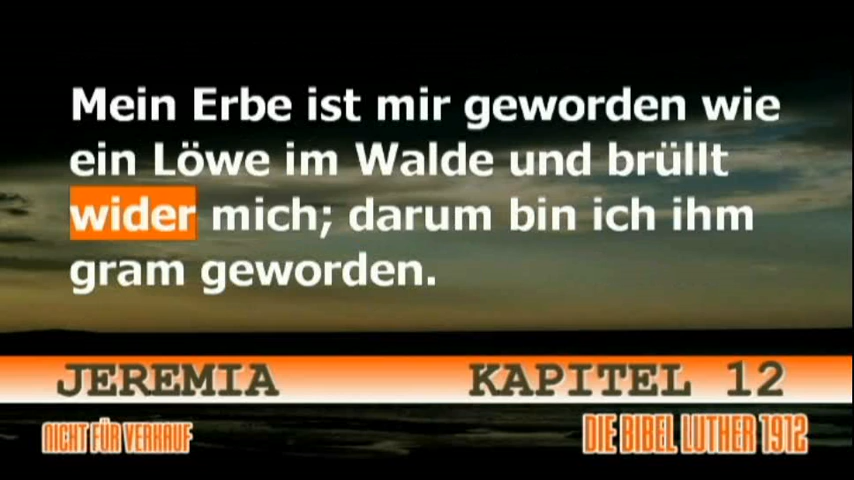 Mein Erbe ist mir geworden wie
ein Löwe im Walde und brüllt
wider mich; darum bin ich ihm
gram geworden.
JEREMIA KAPITEL 12
NICHT FÜR VERKAUF DIE BIBEL LUTHER 1912